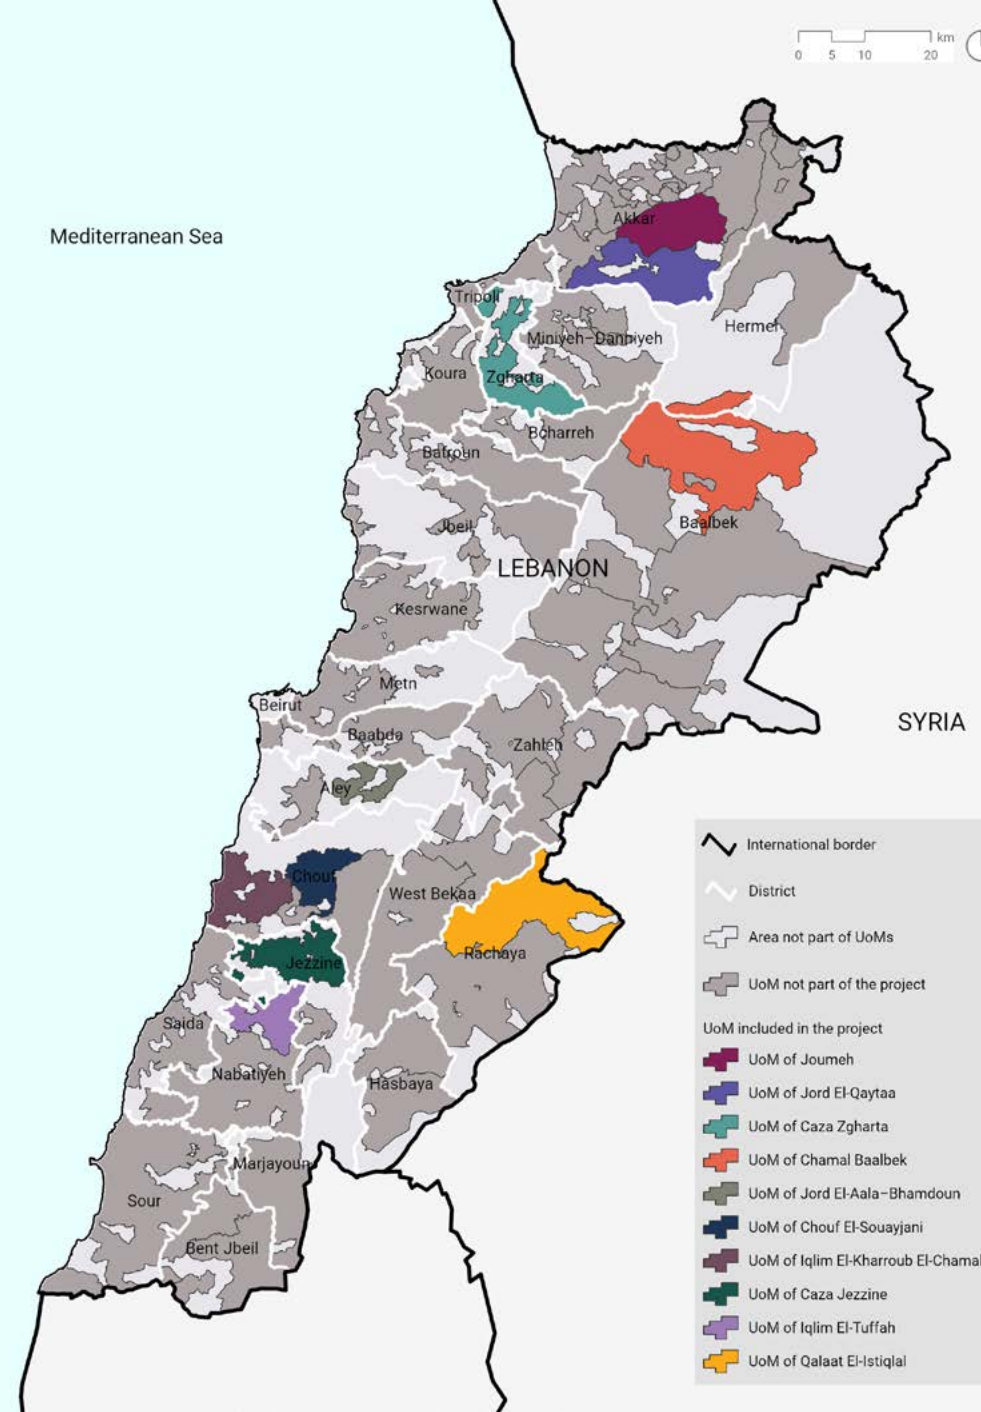 km
0 5 10 20
Mediterranean Sea
Akkar
Tripoli
Hermel
Miniyeh–Danniyeh
Koura
Zgharta
Bcharreh
Batroun
Baalbek
Jbeil
LEBANON
Kesrwane
Metn
Beirut
SYRIA
Baabda
Zahleh
Aley
Chouf
West Bekaa
Rachaya
Jezzine
Saida
Nabatiyeh
Hasbaya
Marjayoun
Sour
Bent Jbeil
International border
District
Area not part of UoMs
UoM not part of the project
UoM included in the project
UoM of Joumeh
UoM of Jord El-Qaytaa
UoM of Caza Zgharta
UoM of Chamal Baalbek
UoM of Jord El-Aala–Bhamdoun
UoM of Chouf El-Souayjani
UoM of Iqlim El-Kharroub El-Chamali
UoM of Caza Jezzine
UoM of Iqlim El-Tuffah
UoM of Qalaat El-Istiqlal